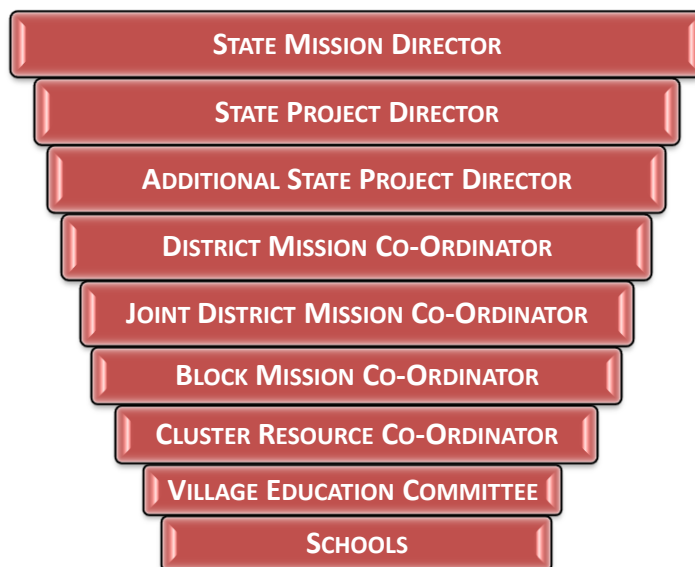 State Mission Director
State Project Director
Additional State Project Director
District Mission Co-Ordinator
Joint District Mission Co-Ordinator
Block Mission Co-Ordinator
Cluster Resource Co-Ordinator
Village Education Committee
Schools